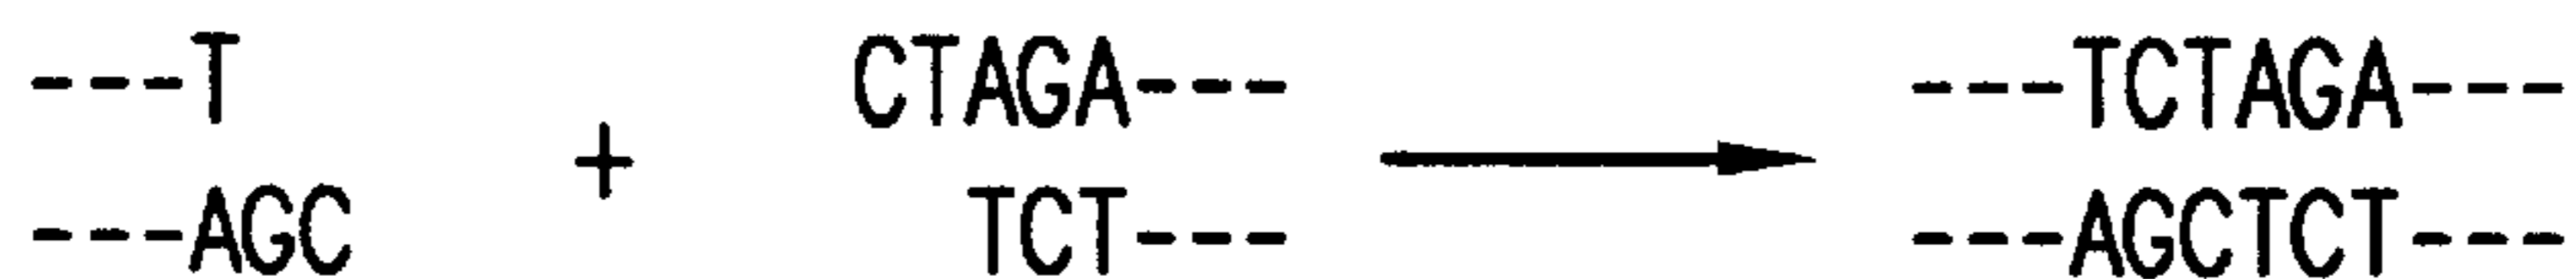 ---T + CTAGA--- ---TCTAGA---
---AGC TCT--- ---AGCTCT---